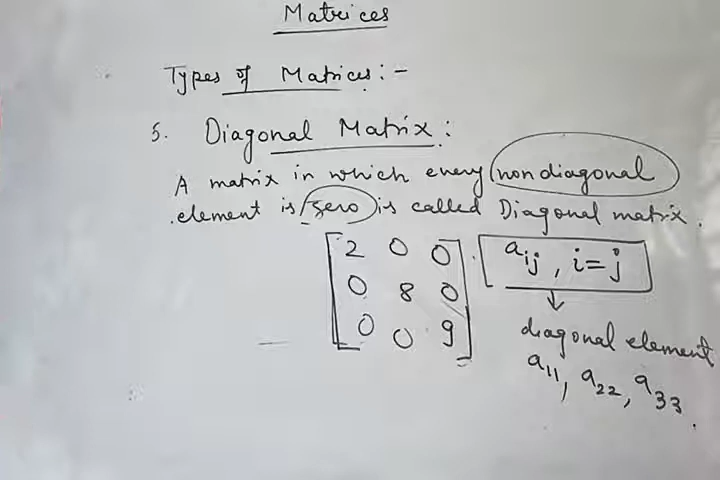 Matrices
Types of Matrices:-
5. Diagonal Matrix:
A matrix in which every non diagonal
element is zero is called Diagonal matrix.
2 0 0
0 8 0
0 0 9
aij, i=j
diagonal element
a11, a22, a33.